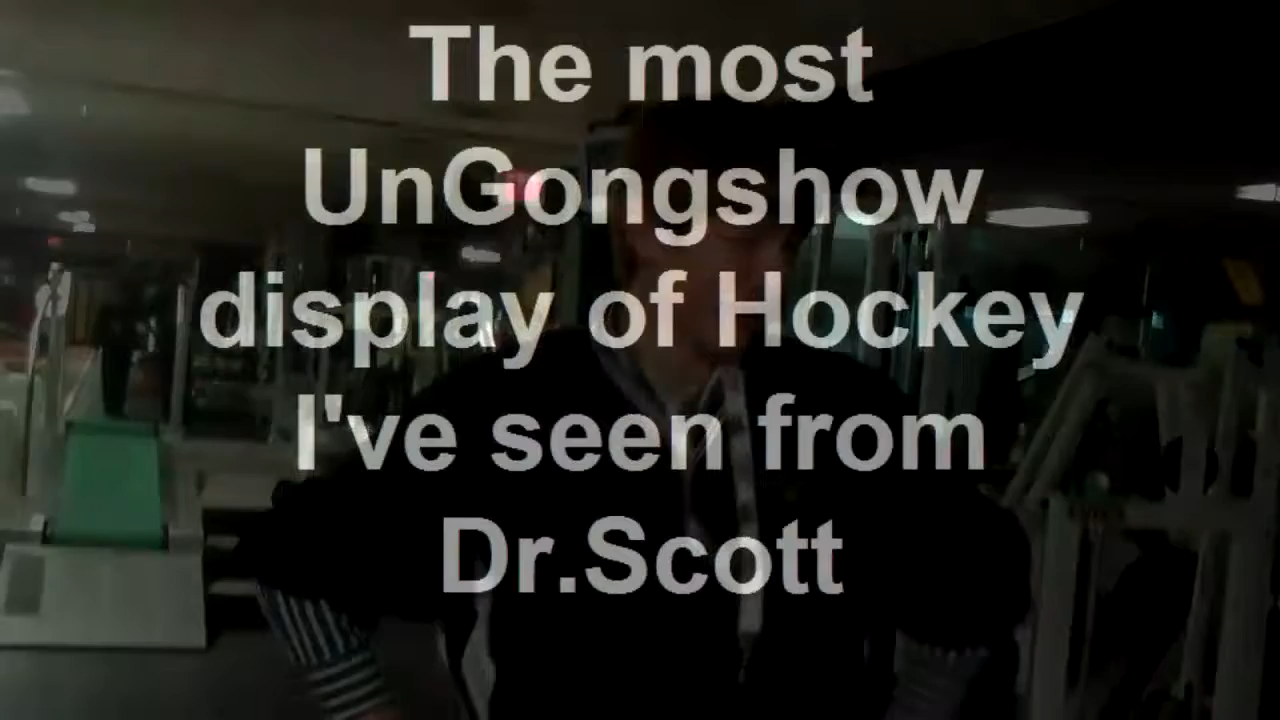 The most
UnGongshow
display of Hockey
I've seen from
Dr.Scott